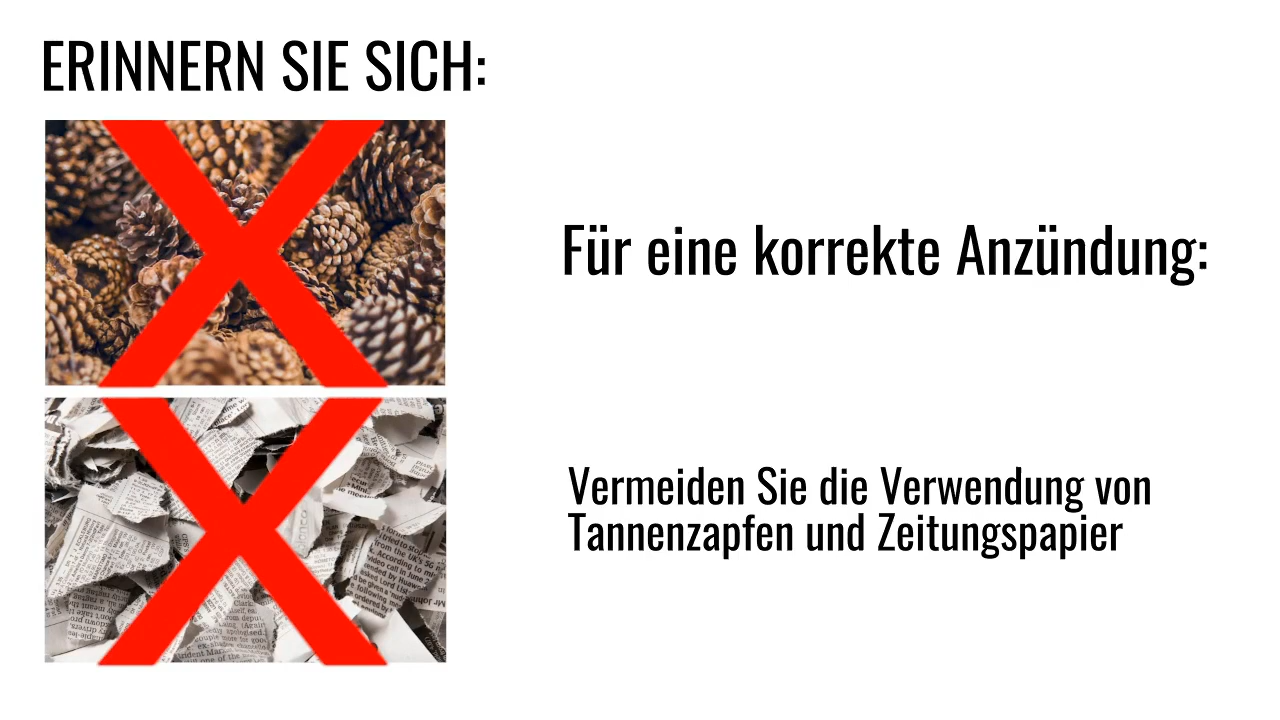 ERINNERN SIE SICH:
Für eine korrekte Anzündung:
Vermeiden Sie die Verwendung von
Tannenzapfen und Zeitungspapier